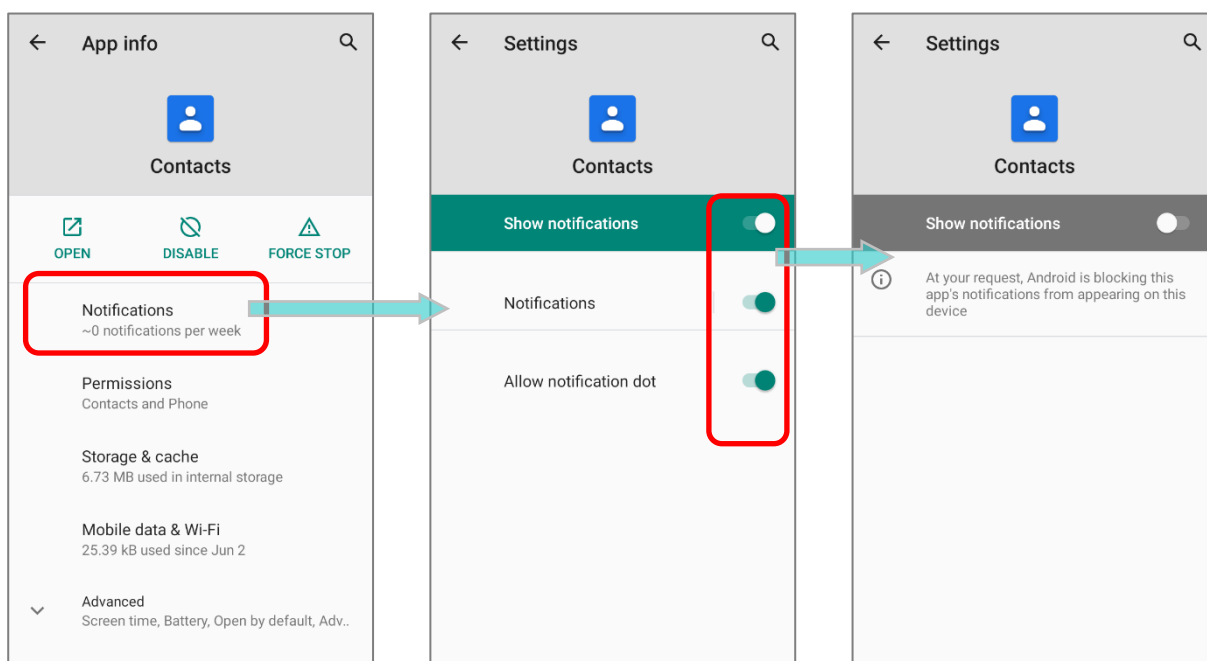 App info
Contacts
OPEN
DISABLE
FORCE STOP
Notifications
~0 notifications per week
Permissions
Contacts and Phone
Storage & cache
6.73 MB used in internal storage
Mobile data & Wi-Fi
25.39 kB used since Jun 2
Advanced
Screen time, Battery, Open by default, Adv..
Settings
Contacts
Show notifications
Notifications
Allow notification dot
Settings
Contacts
Show notifications
At your request, Android is blocking this
app's notifications from appearing on this
device